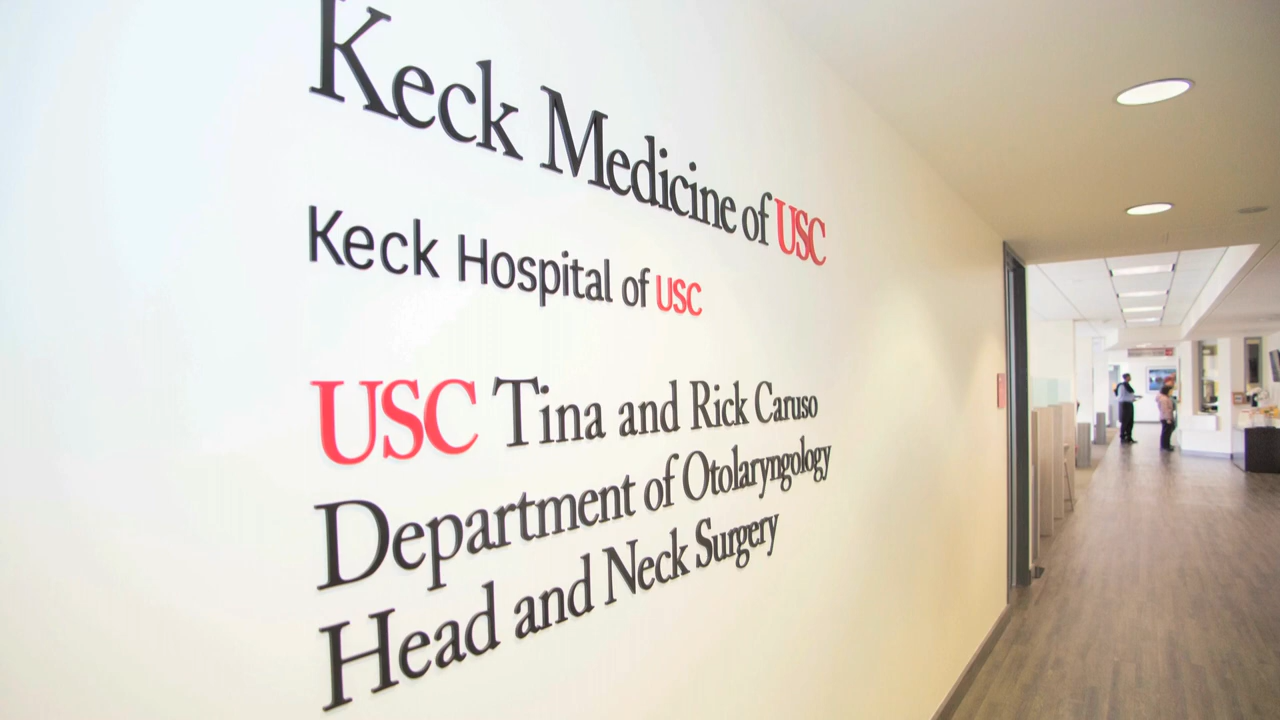 Keck Medicine of USC
Keck Hospital of USC
USC Tina and Rick Caruso
Department of Otolaryngology
Head and Neck Surgery